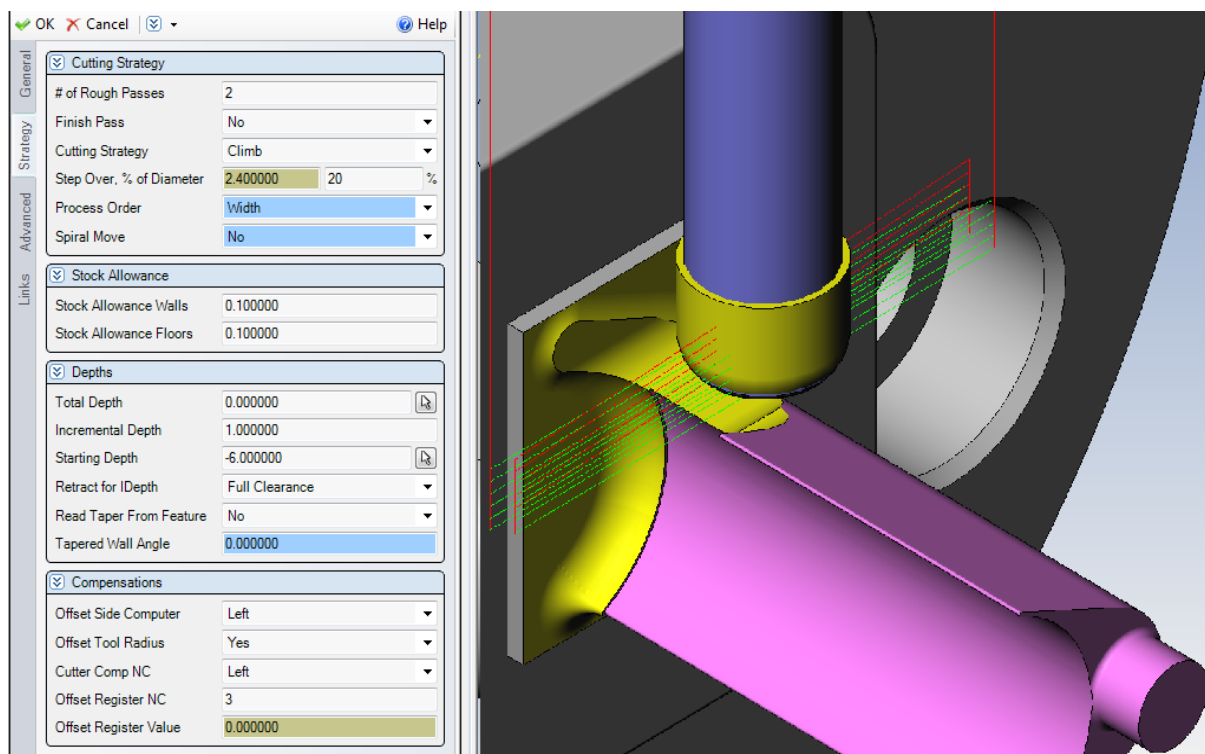 OK Cancel Help
General
Strategy
Advanced
Links
Cutting Strategy
# of Rough Passes 2
Finish Pass No
Cutting Strategy Climb
Step Over, % of Diameter 2.400000 20 %
Process Order Width
Spiral Move No
Stock Allowance
Stock Allowance Walls 0.100000
Stock Allowance Floors 0.100000
Depths
Total Depth 0.000000
Incremental Depth 1.000000
Starting Depth -6.000000
Retract for IDepth Full Clearance
Read Taper From Feature No
Tapered Wall Angle 0.000000
Compensations
Offset Side Computer Left
Offset Tool Radius Yes
Cutter Comp NC Left
Offset Register NC 3
Offset Register Value 0.000000